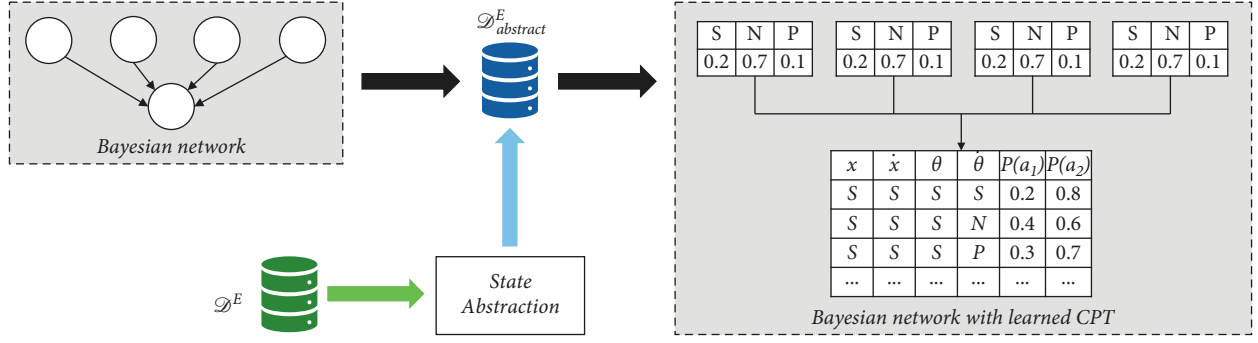 Bayesian network
𝒟^E_abstract
𝒟^E
State
Abstraction
S N P
0.2 0.7 0.1
S N P
0.2 0.7 0.1
S N P
0.2 0.7 0.1
S N P
0.2 0.7 0.1
x ẋ θ θ̇ P(a_1) P(a_2)
S S S S 0.2 0.8
S S S N 0.4 0.6
S S S P 0.3 0.7
... ... ... ... ... ...
Bayesian network with learned CPT